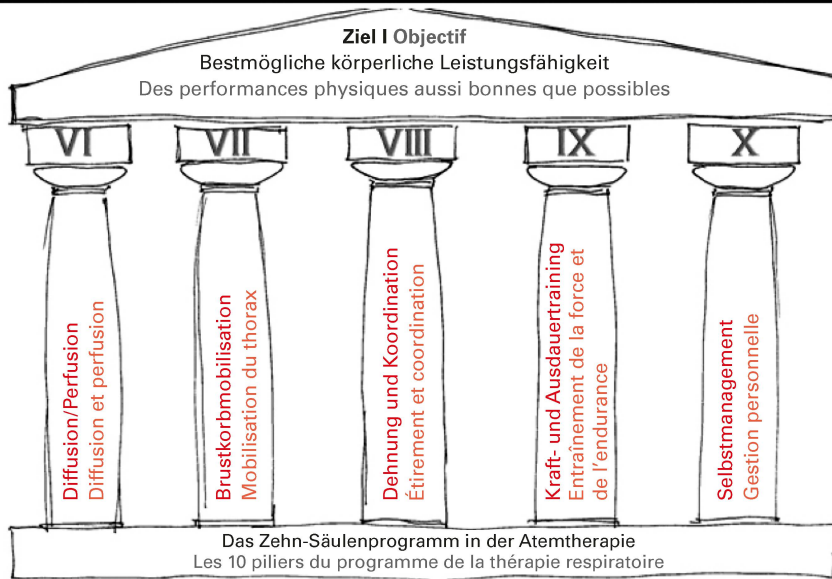 Ziel I Objectif
Bestmögliche körperliche Leistungsfähigkeit
Des performances physiques aussi bonnes que possibles
VI
VII
VIII
IX
X
Diffusion/Perfusion
Diffusion et perfusion
Brustkorbmobilisation
Mobilisation du thorax
Dehnung und Koordination
Étirement et coordination
Kraft- und Ausdauertraining
Entraînement de la force et
de l'endurance
Selbstmanagement
Gestion personnelle
Das Zehn-Säulenprogramm in der Atemtherapie
Les 10 piliers du programme de la thérapie respiratoire